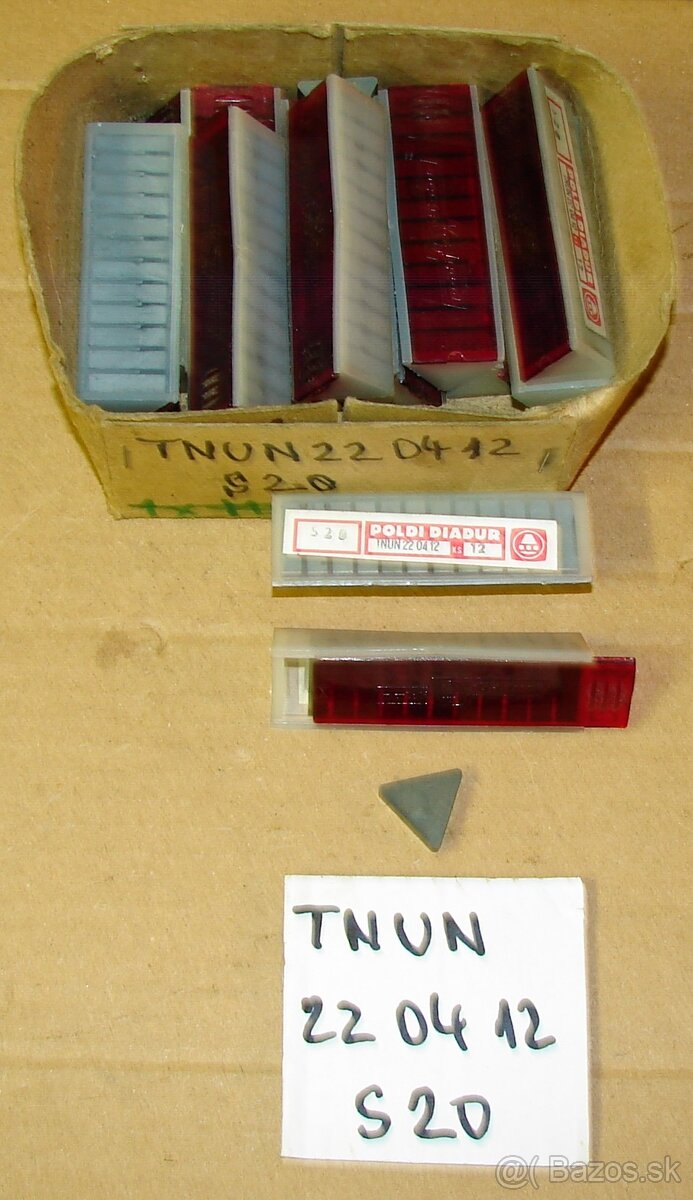 TNUN 22 04 12
S20
S20
POLDI DIADUR
TNUN 22 04 12 KS 12
TNUN
22 04 12
S20
@( Bazos.sk